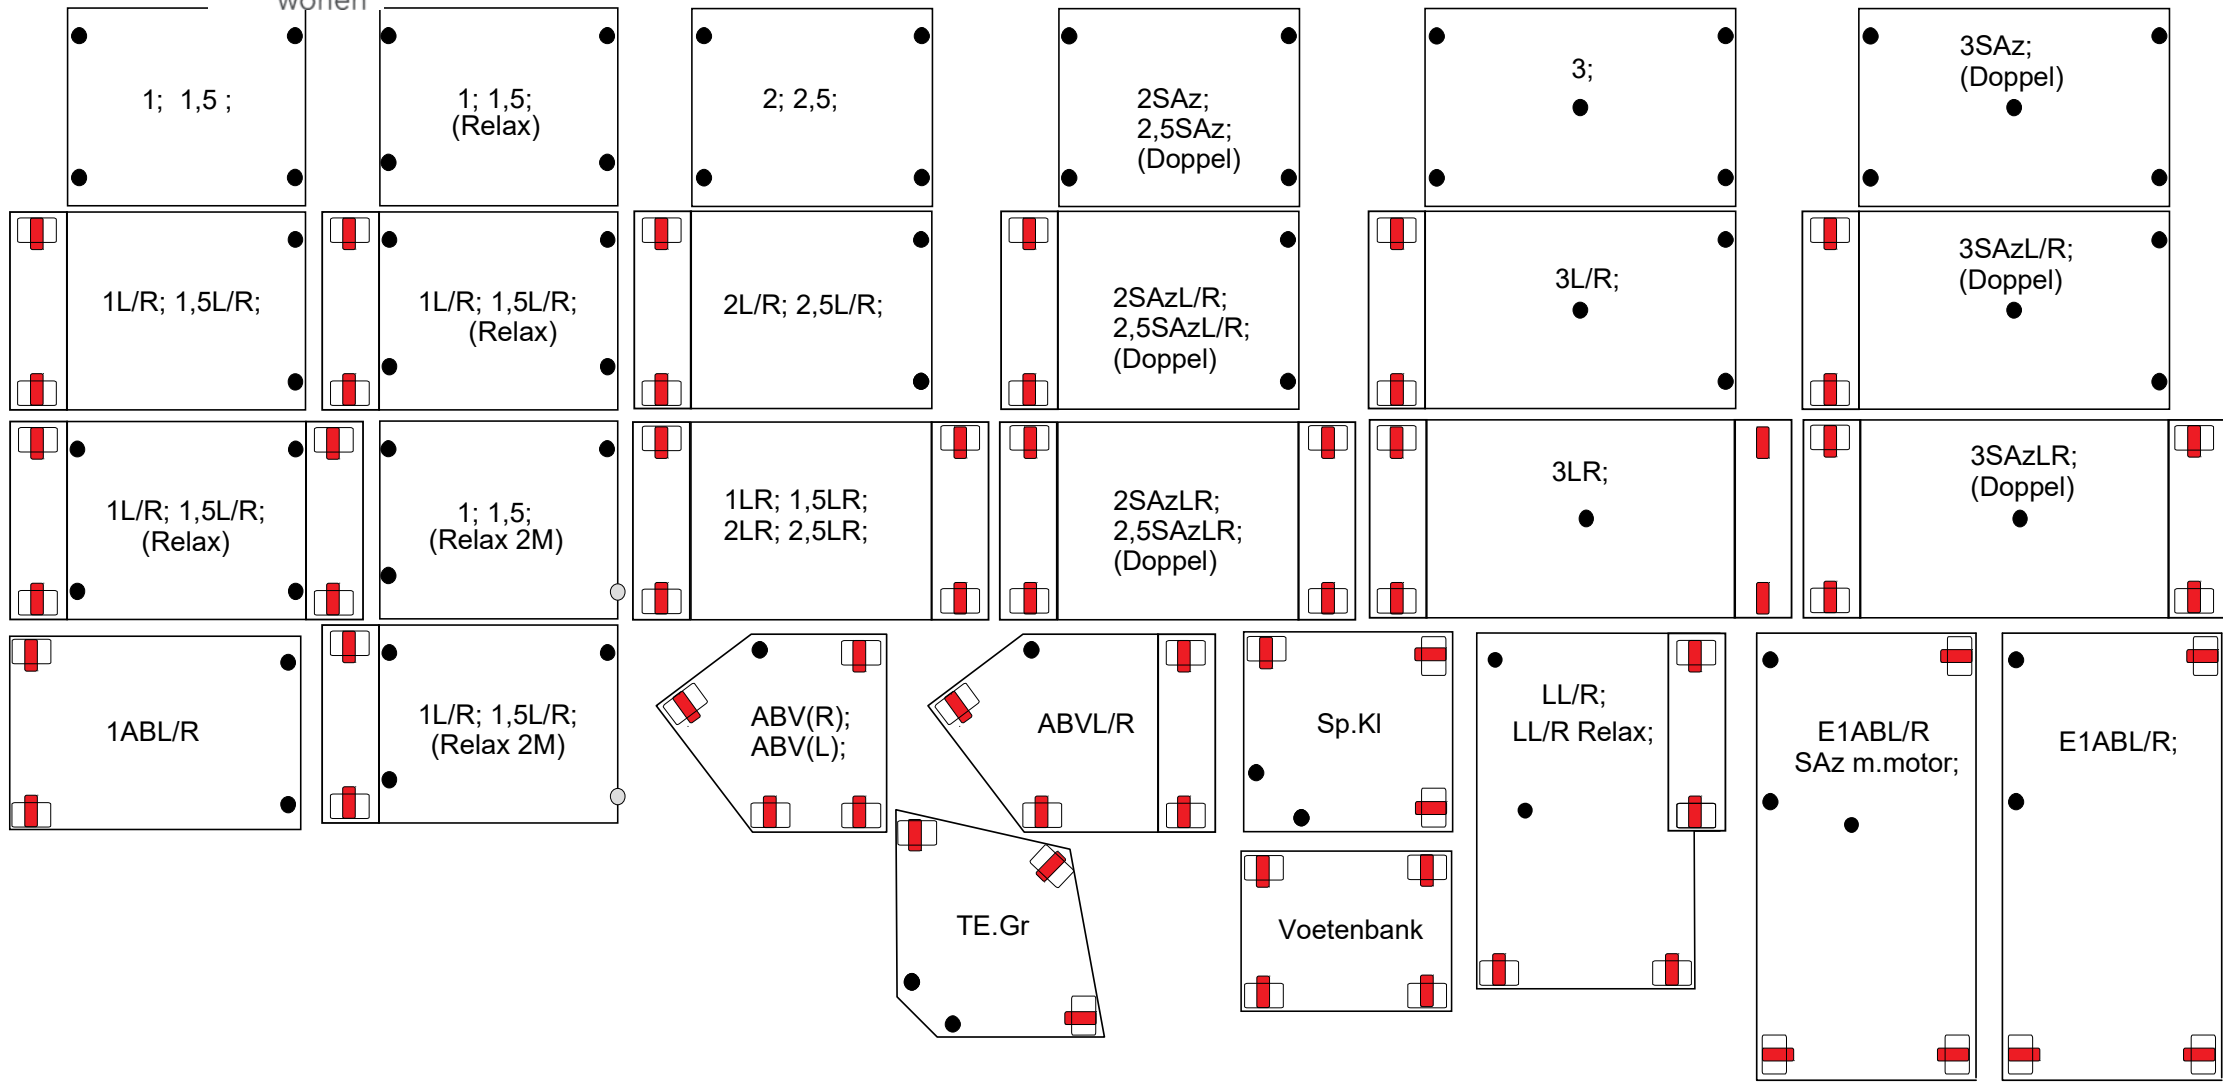 wonen
1;  1,5 ;
1; 1,5;
(Relax)
2; 2,5;
2SAz;
2,5SAz;
(Doppel)
3;
3SAz;
(Doppel)
1L/R; 1,5L/R;
1L/R; 1,5L/R;
(Relax)
2L/R; 2,5L/R;
2SAzL/R;
2,5SAzL/R;
(Doppel)
3L/R;
3SAzL/R;
(Doppel)
1L/R; 1,5L/R;
(Relax)
1; 1,5;
(Relax 2M)
1LR; 1,5LR;
2LR; 2,5LR;
2SAzLR;
2,5SAzLR;
(Doppel)
3LR;
3SAzLR;
(Doppel)
1ABL/R
1L/R; 1,5L/R;
(Relax 2M)
ABV(R);
ABV(L);
ABVL/R
Sp.Kl
LL/R;
LL/R Relax;
E1ABL/R
SAz m.motor;
E1ABL/R;
TE.Gr
Voetenbank